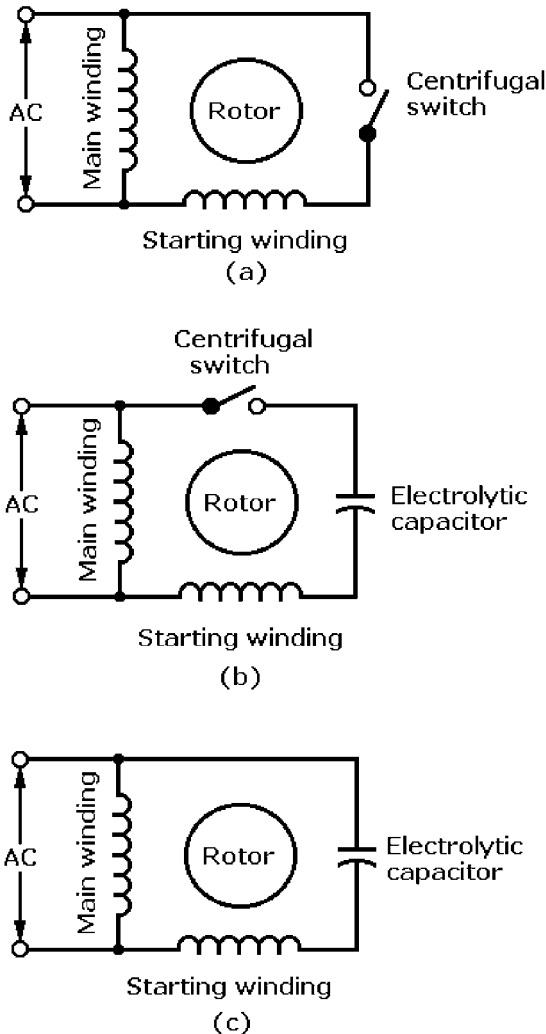 Centrifugal
switch
AC
Main winding
Rotor
Starting winding
(a)
Centrifugal
switch
AC
Main winding
Rotor
Electrolytic
capacitor
Starting winding
(b)
AC
Main winding
Rotor
Electrolytic
capacitor
Starting winding
(c)